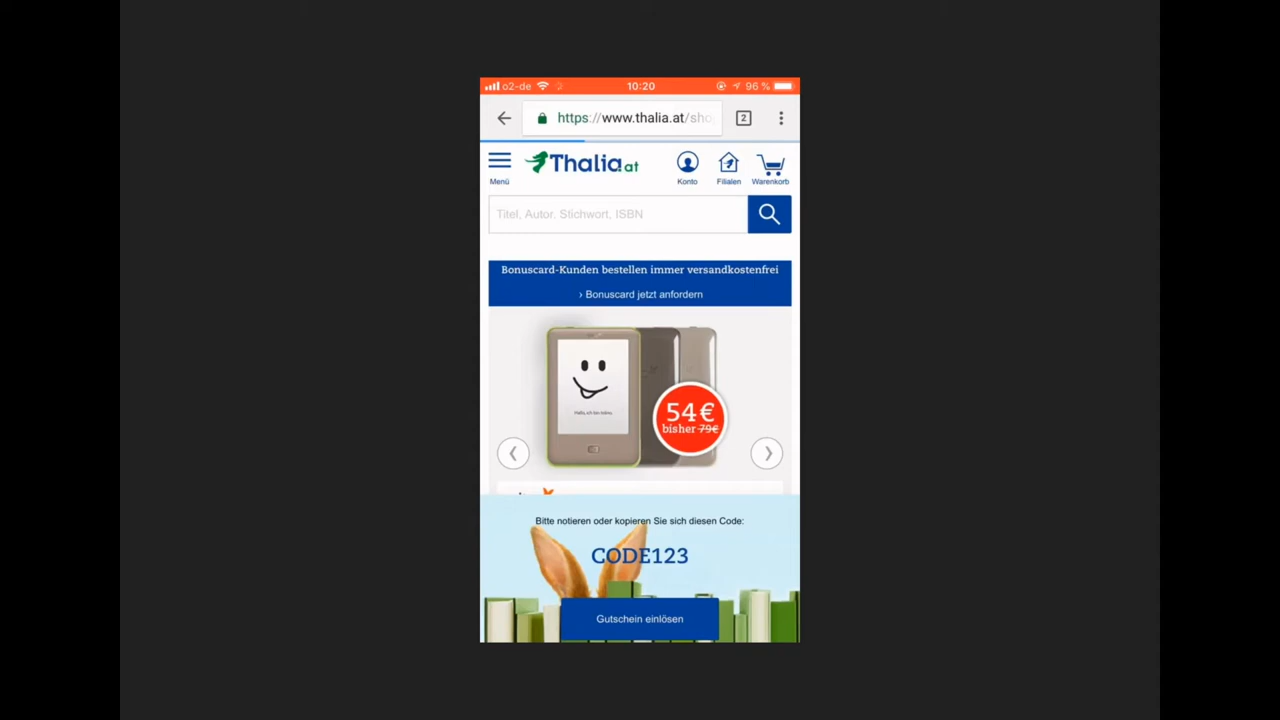 o2-de 10:20 96 %
https://www.thalia.at/sho 2
Thalia.at
Menü Konto Filialen Warenkorb
Titel, Autor. Stichwort, ISBN
Bonuscard-Kunden bestellen immer versandkostenfrei
› Bonuscard jetzt anfordern
54€
bisher 79€
Bitte notieren oder kopieren Sie sich diesen Code:
CODE123
Gutschein einlösen